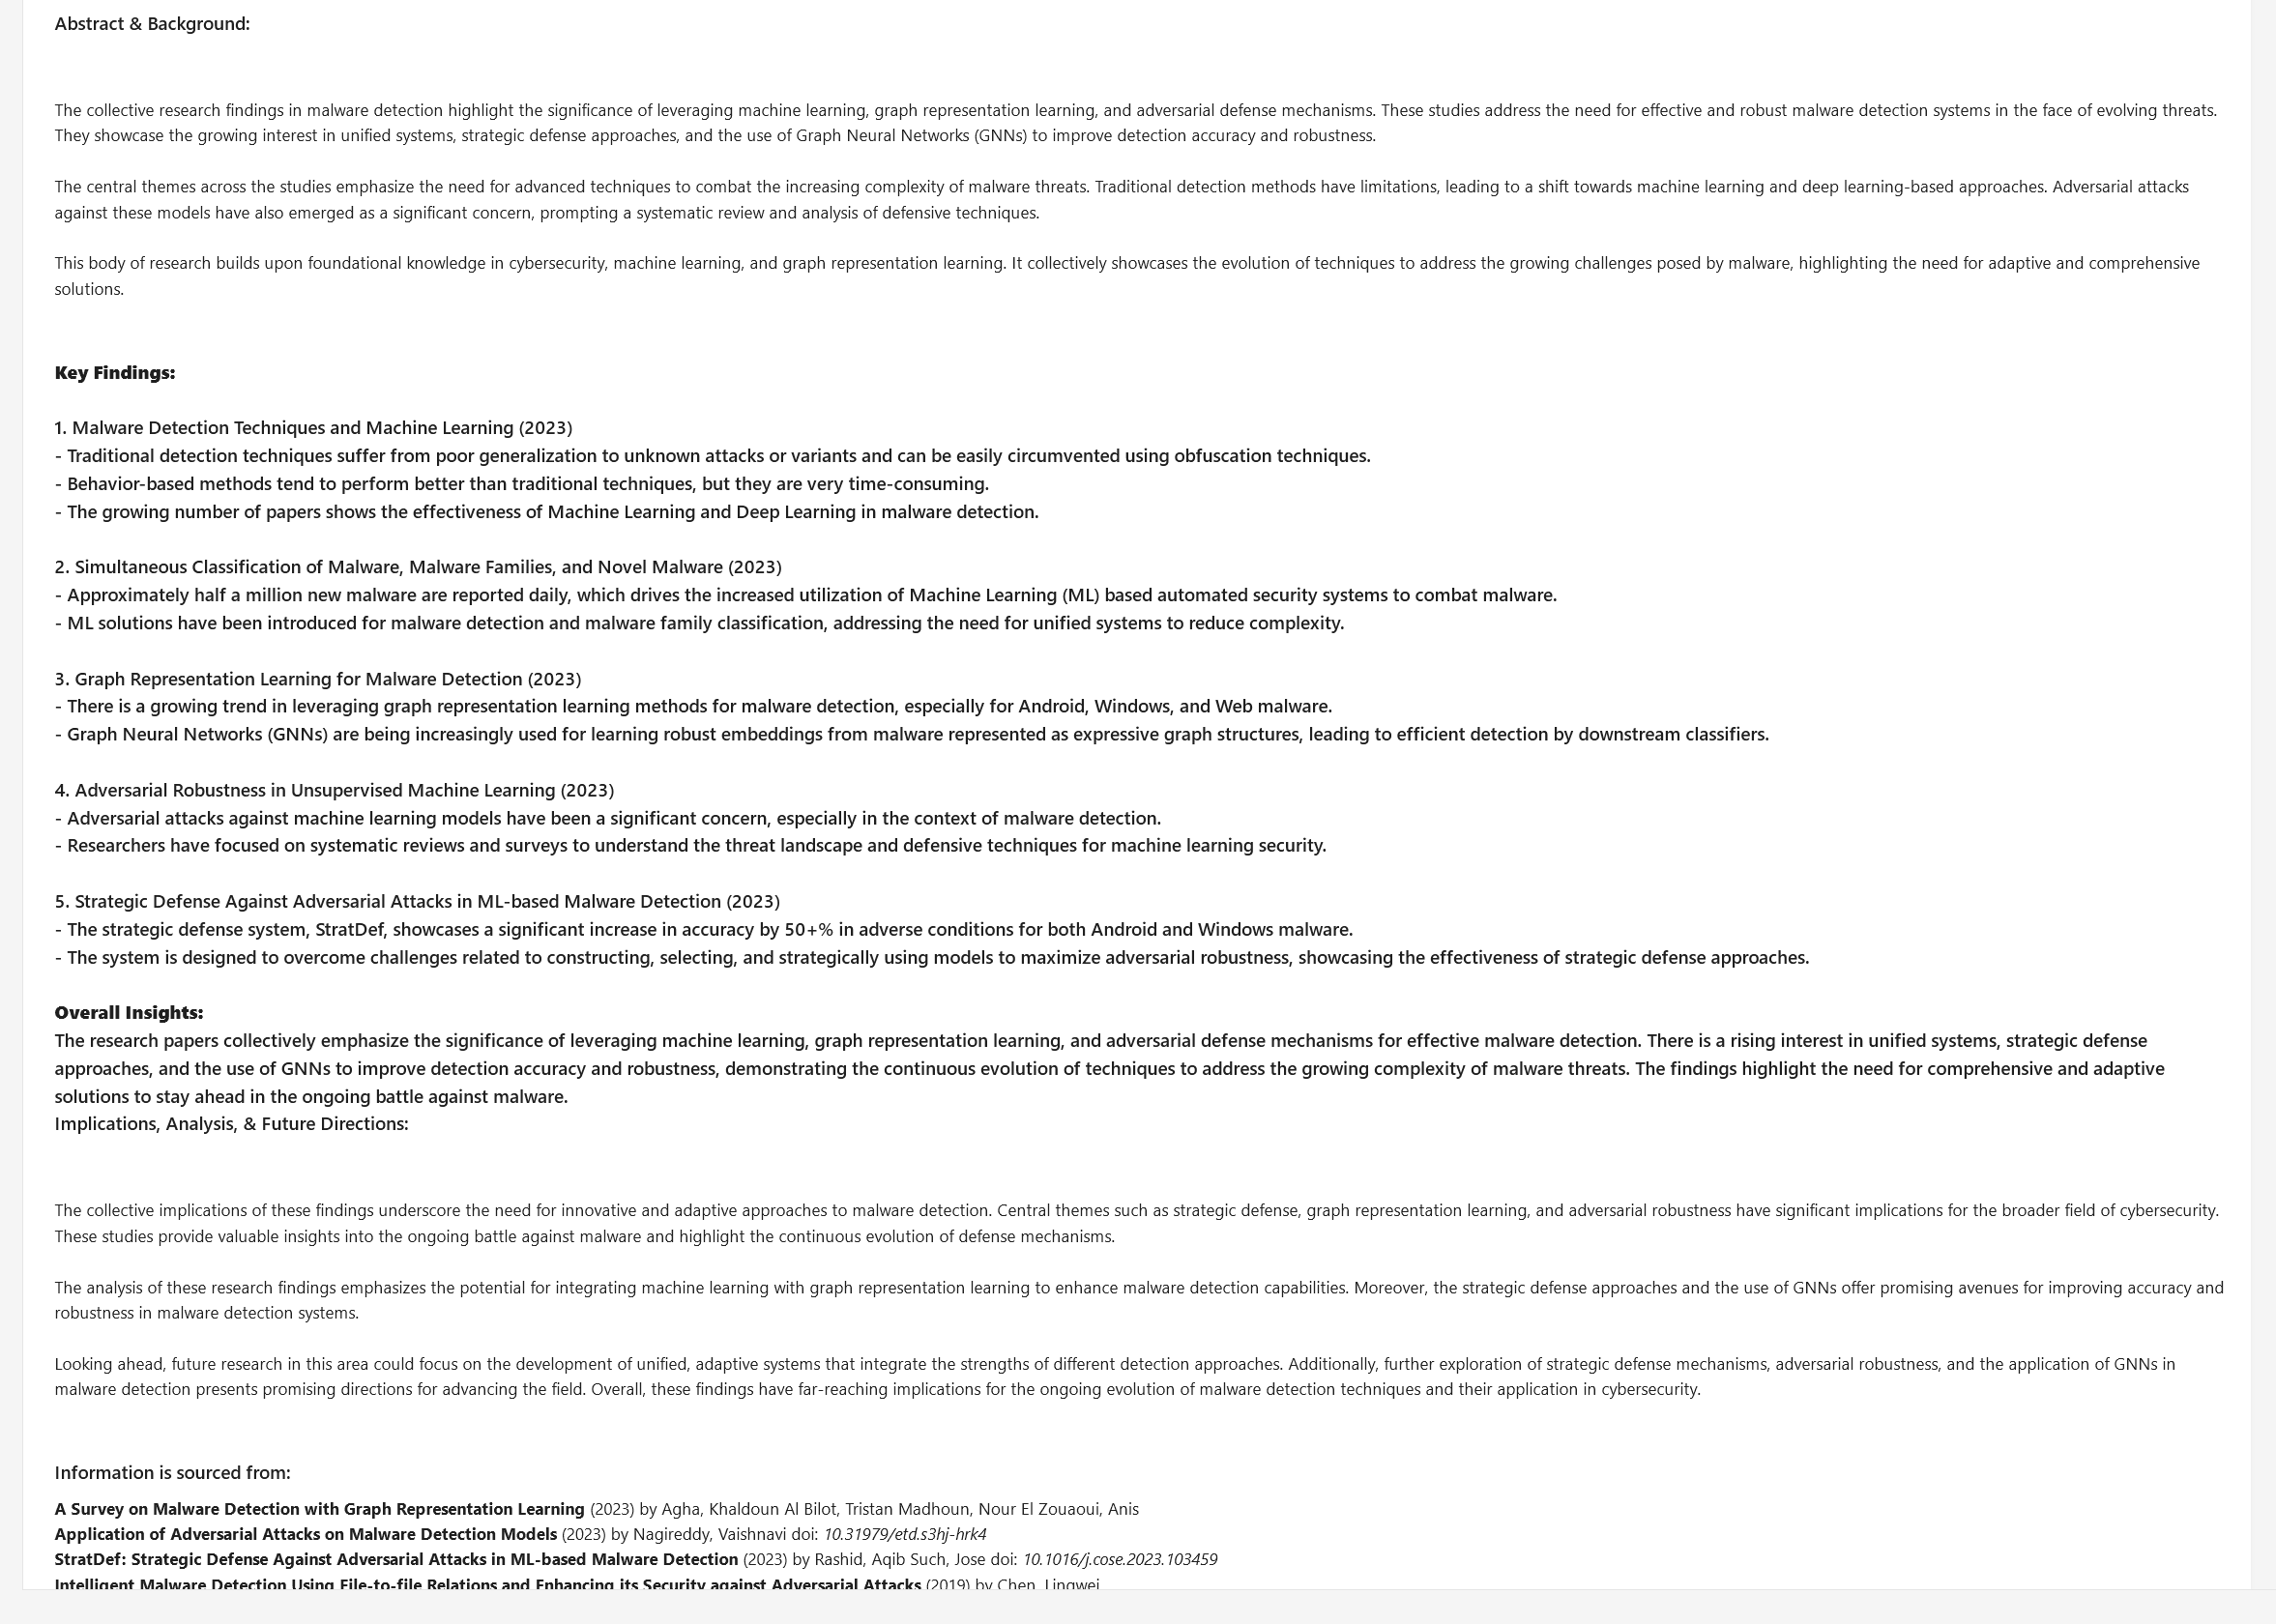 Abstract & Background:
The collective research findings in malware detection highlight the significance of leveraging machine learning, graph representation learning, and adversarial defense mechanisms. These studies address the need for effective and robust malware detection systems in the face of evolving threats.
They showcase the growing interest in unified systems, strategic defense approaches, and the use of Graph Neural Networks (GNNs) to improve detection accuracy and robustness.
The central themes across the studies emphasize the need for advanced techniques to combat the increasing complexity of malware threats. Traditional detection methods have limitations, leading to a shift towards machine learning and deep learning-based approaches. Adversarial attacks
against these models have also emerged as a significant concern, prompting a systematic review and analysis of defensive techniques.
This body of research builds upon foundational knowledge in cybersecurity, machine learning, and graph representation learning. It collectively showcases the evolution of techniques to address the growing challenges posed by malware, highlighting the need for adaptive and comprehensive
solutions.
Key Findings:
1. Malware Detection Techniques and Machine Learning (2023)
- Traditional detection techniques suffer from poor generalization to unknown attacks or variants and can be easily circumvented using obfuscation techniques.
- Behavior-based methods tend to perform better than traditional techniques, but they are very time-consuming.
- The growing number of papers shows the effectiveness of Machine Learning and Deep Learning in malware detection.
2. Simultaneous Classification of Malware, Malware Families, and Novel Malware (2023)
- Approximately half a million new malware are reported daily, which drives the increased utilization of Machine Learning (ML) based automated security systems to combat malware.
- ML solutions have been introduced for malware detection and malware family classification, addressing the need for unified systems to reduce complexity.
3. Graph Representation Learning for Malware Detection (2023)
- There is a growing trend in leveraging graph representation learning methods for malware detection, especially for Android, Windows, and Web malware.
- Graph Neural Networks (GNNs) are being increasingly used for learning robust embeddings from malware represented as expressive graph structures, leading to efficient detection by downstream classifiers.
4. Adversarial Robustness in Unsupervised Machine Learning (2023)
- Adversarial attacks against machine learning models have been a significant concern, especially in the context of malware detection.
- Researchers have focused on systematic reviews and surveys to understand the threat landscape and defensive techniques for machine learning security.
5. Strategic Defense Against Adversarial Attacks in ML-based Malware Detection (2023)
- The strategic defense system, StratDef, showcases a significant increase in accuracy by 50+% in adverse conditions for both Android and Windows malware.
- The system is designed to overcome challenges related to constructing, selecting, and strategically using models to maximize adversarial robustness, showcasing the effectiveness of strategic defense approaches.
Overall Insights:
The research papers collectively emphasize the significance of leveraging machine learning, graph representation learning, and adversarial defense mechanisms for effective malware detection. There is a rising interest in unified systems, strategic defense
approaches, and the use of GNNs to improve detection accuracy and robustness, demonstrating the continuous evolution of techniques to address the growing complexity of malware threats. The findings highlight the need for comprehensive and adaptive
solutions to stay ahead in the ongoing battle against malware.
Implications, Analysis, & Future Directions:
The collective implications of these findings underscore the need for innovative and adaptive approaches to malware detection. Central themes such as strategic defense, graph representation learning, and adversarial robustness have significant implications for the broader field of cybersecurity.
These studies provide valuable insights into the ongoing battle against malware and highlight the continuous evolution of defense mechanisms.
The analysis of these research findings emphasizes the potential for integrating machine learning with graph representation learning to enhance malware detection capabilities. Moreover, the strategic defense approaches and the use of GNNs offer promising avenues for improving accuracy and
robustness in malware detection systems.
Looking ahead, future research in this area could focus on the development of unified, adaptive systems that integrate the strengths of different detection approaches. Additionally, further exploration of strategic defense mechanisms, adversarial robustness, and the application of GNNs in
malware detection presents promising directions for advancing the field. Overall, these findings have far-reaching implications for the ongoing evolution of malware detection techniques and their application in cybersecurity.
Information is sourced from:
A Survey on Malware Detection with Graph Representation Learning (2023) by Agha, Khaldoun Al Bilot, Tristan Madhoun, Nour El Zouaoui, Anis
Application of Adversarial Attacks on Malware Detection Models (2023) by Nagireddy, Vaishnavi doi: 10.31979/etd.s3hj-hrk4
StratDef: Strategic Defense Against Adversarial Attacks in ML-based Malware Detection (2023) by Rashid, Aqib Such, Jose doi: 10.1016/j.cose.2023.103459
Intelligent Malware Detection Using File-to-file Relations and Enhancing its Security against Adversarial Attacks (2019) by Chen, Lingwei